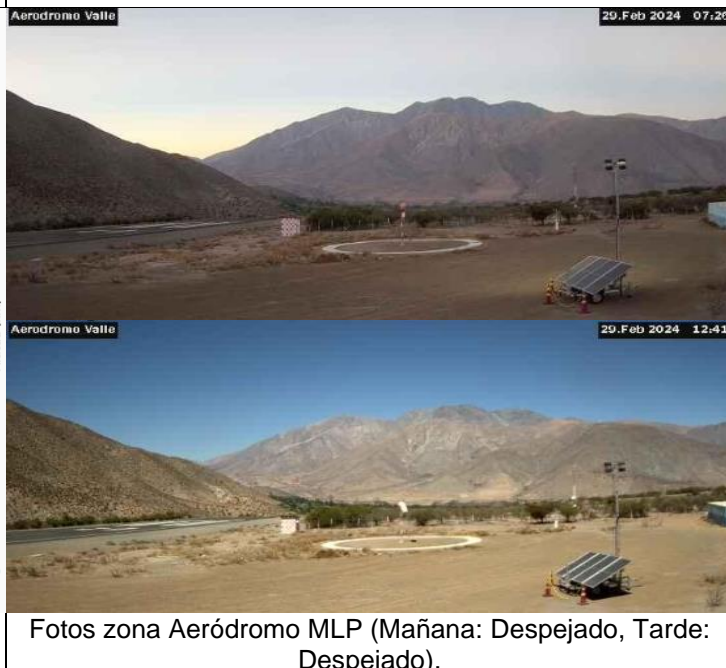 Aerodromo Valle
29.Feb 2024 07:26
Aerodromo Valle
29.Feb 2024 12:41
Fotos zona Aeródromo MLP (Mañana: Despejado, Tarde:
Despejado).